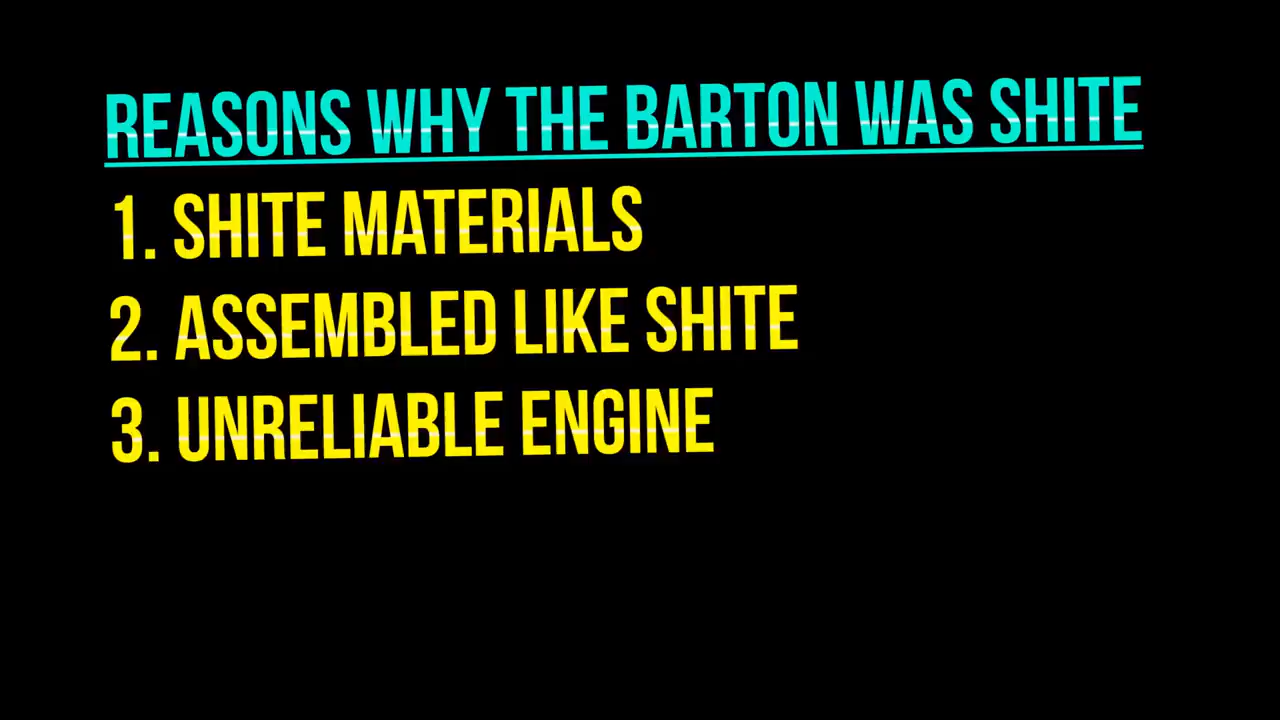 REASONS WHY THE BARTON WAS SHITE
1. SHITE MATERIALS
2. ASSEMBLED LIKE SHITE
3. UNRELIABLE ENGINE